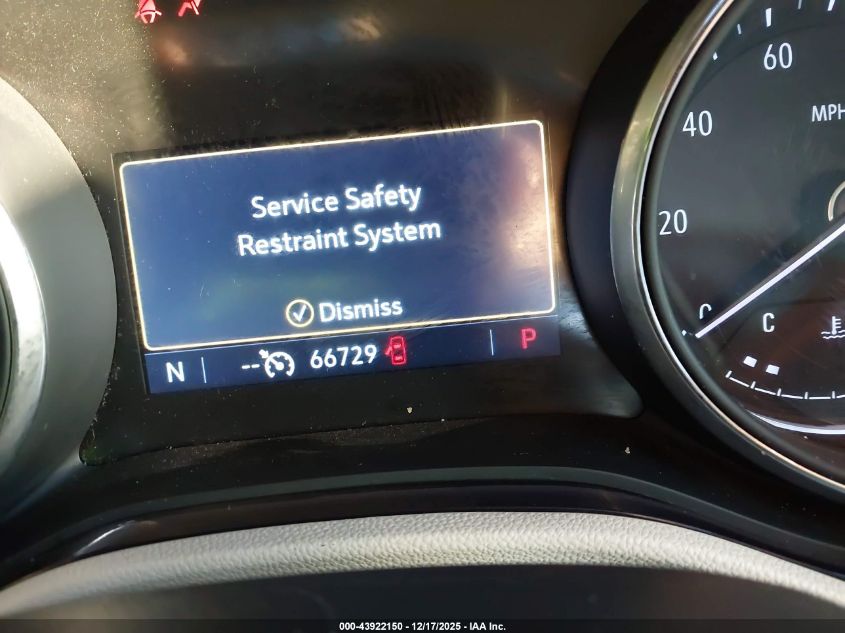 Service Safety
Restraint System
Dismiss
N -- 66729 P
60
MPH
40
20
C
000-43922150 - 12/17/2025 - IAA Inc.